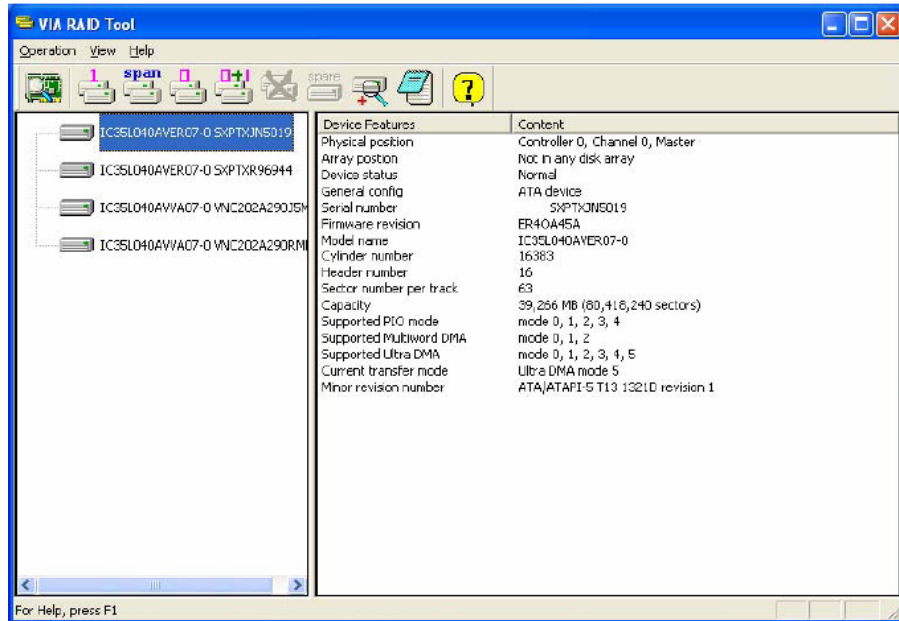 VIA RAID Tool
Operation View Help
1 span 0 0+1 spare ?
IC35L040AVER07-0 SXPTXJN5019
IC35L040AVER07-0 SXPTXR96944
IC35L040AVVA07-0 VNC202A290J5M
IC35L040AVVA07-0 VNC202A290RM
Device Features Content
Physical position Controller 0, Channel 0, Master
Array postion Not in any disk array
Device status Normal
General config ATA device
Serial number SXPTXJN5019
Firmware revision ER4OA45A
Model name IC35L040AVER07-0
Cylinder number 16383
Header number 16
Sector number per track 63
Capacity 39,266 MB (80,418,240 sectors)
Supported PIO mode mode 0, 1, 2, 3, 4
Supported Multiword DMA mode 0, 1, 2
Supported Ultra DMA mode 0, 1, 2, 3, 4, 5
Current transfer mode Ultra DMA mode 5
Minor revision number ATA/ATAPI-5 T13 1321D revision 1
For Help, press F1